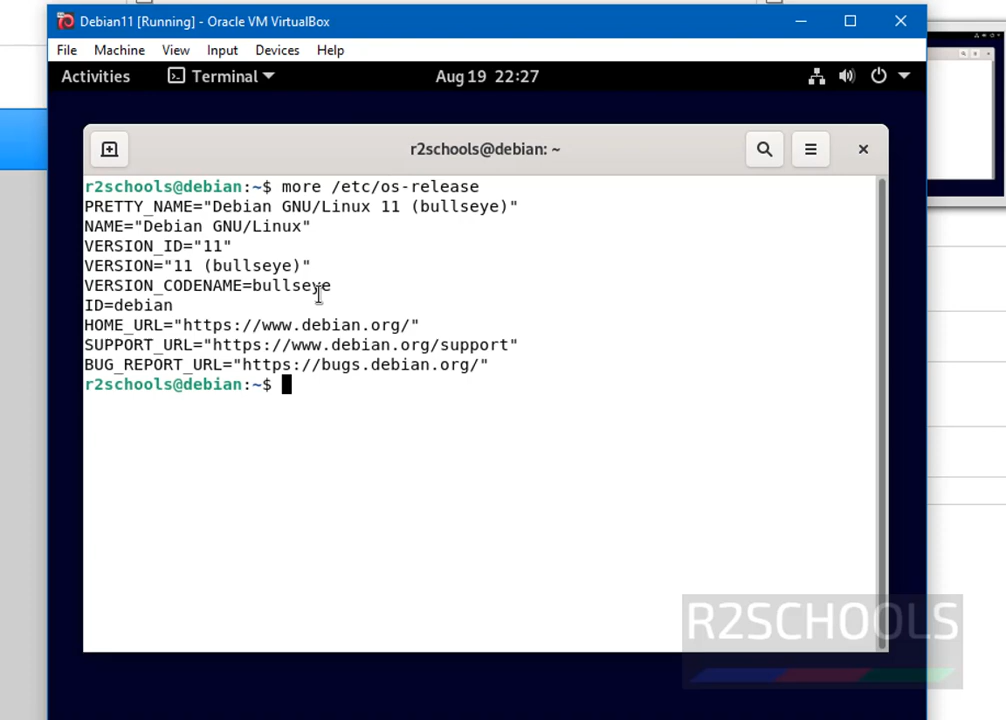 Debian11 [Running] - Oracle VM VirtualBox
File Machine View Input Devices Help
Activities Terminal Aug 19 22:27
r2schools@debian: ~
r2schools@debian:~$ more /etc/os-release
PRETTY_NAME="Debian GNU/Linux 11 (bullseye)"
NAME="Debian GNU/Linux"
VERSION_ID="11"
VERSION="11 (bullseye)"
VERSION_CODENAME=bullseye
ID=debian
HOME_URL="https://www.debian.org/"
SUPPORT_URL="https://www.debian.org/support"
BUG_REPORT_URL="https://bugs.debian.org/"
r2schools@debian:~$
R2SCHOOLS